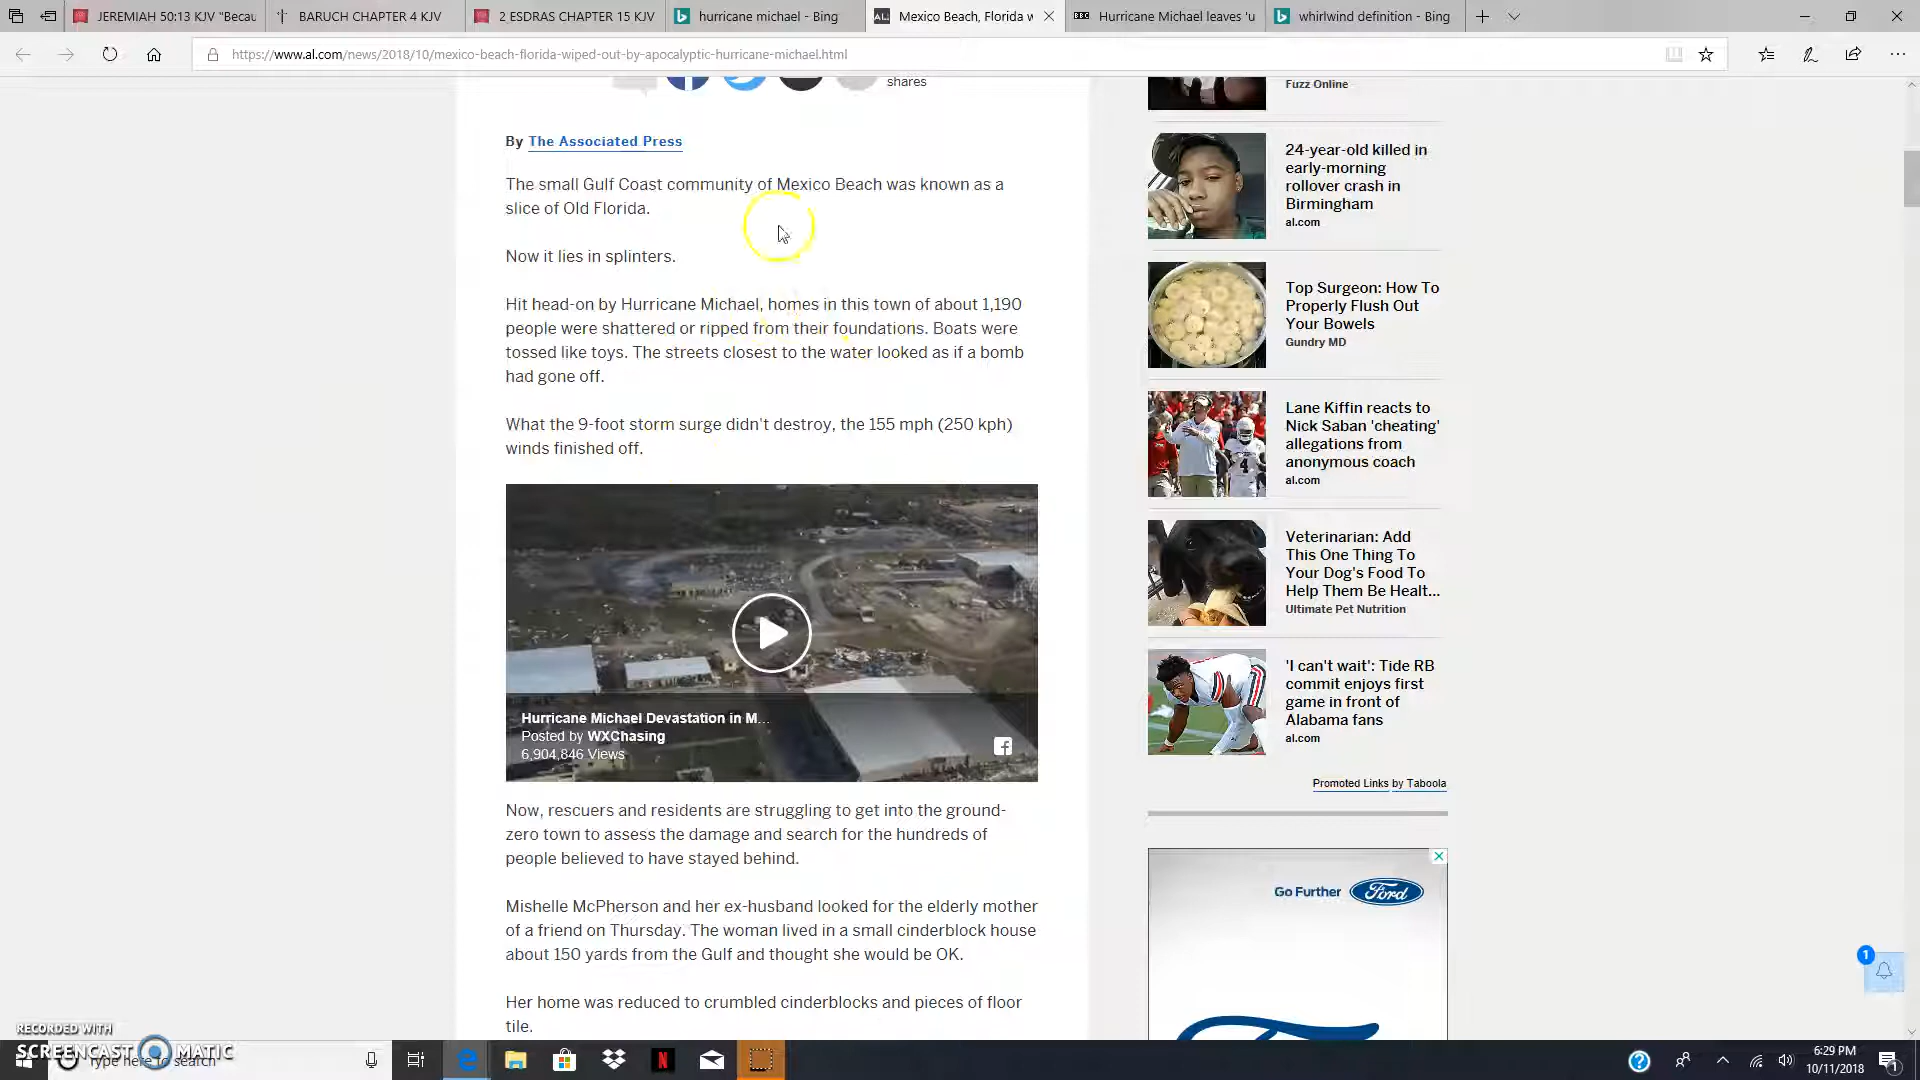 JEREMIAH 50:13 KJV "Becau
BARUCH CHAPTER 4 KJV
2 ESDRAS CHAPTER 15 KJV
hurricane michael - Bing
Mexico Beach, Florida w
Hurricane Michael leaves 'u
whirlwind definition - Bing
https://www.al.com/news/2018/10/mexico-beach-florida-wiped-out-by-apocalyptic-hurricane-michael.html
shares
By The Associated Press
The small Gulf Coast community of Mexico Beach was known as a
slice of Old Florida.
Now it lies in splinters.
Hit head-on by Hurricane Michael, homes in this town of about 1,190
people were shattered or ripped from their foundations. Boats were
tossed like toys. The streets closest to the water looked as if a bomb
had gone off.
What the 9-foot storm surge didn't destroy, the 155 mph (250 kph)
winds finished off.
Hurricane Michael Devastation in M...
Posted by WXChasing
6,904,846 Views
Now, rescuers and residents are struggling to get into the ground-
zero town to assess the damage and search for the hundreds of
people believed to have stayed behind.
Mishelle McPherson and her ex-husband looked for the elderly mother
of a friend on Thursday. The woman lived in a small cinderblock house
about 150 yards from the Gulf and thought she would be OK.
Her home was reduced to crumbled cinderblocks and pieces of floor
tile.
Fuzz Online
24-year-old killed in
early-morning
rollover crash in
Birmingham
al.com
Top Surgeon: How To
Properly Flush Out
Your Bowels
Gundry MD
Lane Kiffin reacts to
Nick Saban 'cheating'
allegations from
anonymous coach
al.com
Veterinarian: Add
This One Thing To
Your Dog's Food To
Help Them Be Healt...
Ultimate Pet Nutrition
'I can't wait': Tide RB
commit enjoys first
game in front of
Alabama fans
al.com
Promoted Links by Taboola
Go Further Ford
1
RECORDED WITH
SCREENCAST MATIC
Type here to search
6:29 PM
10/11/2018
1